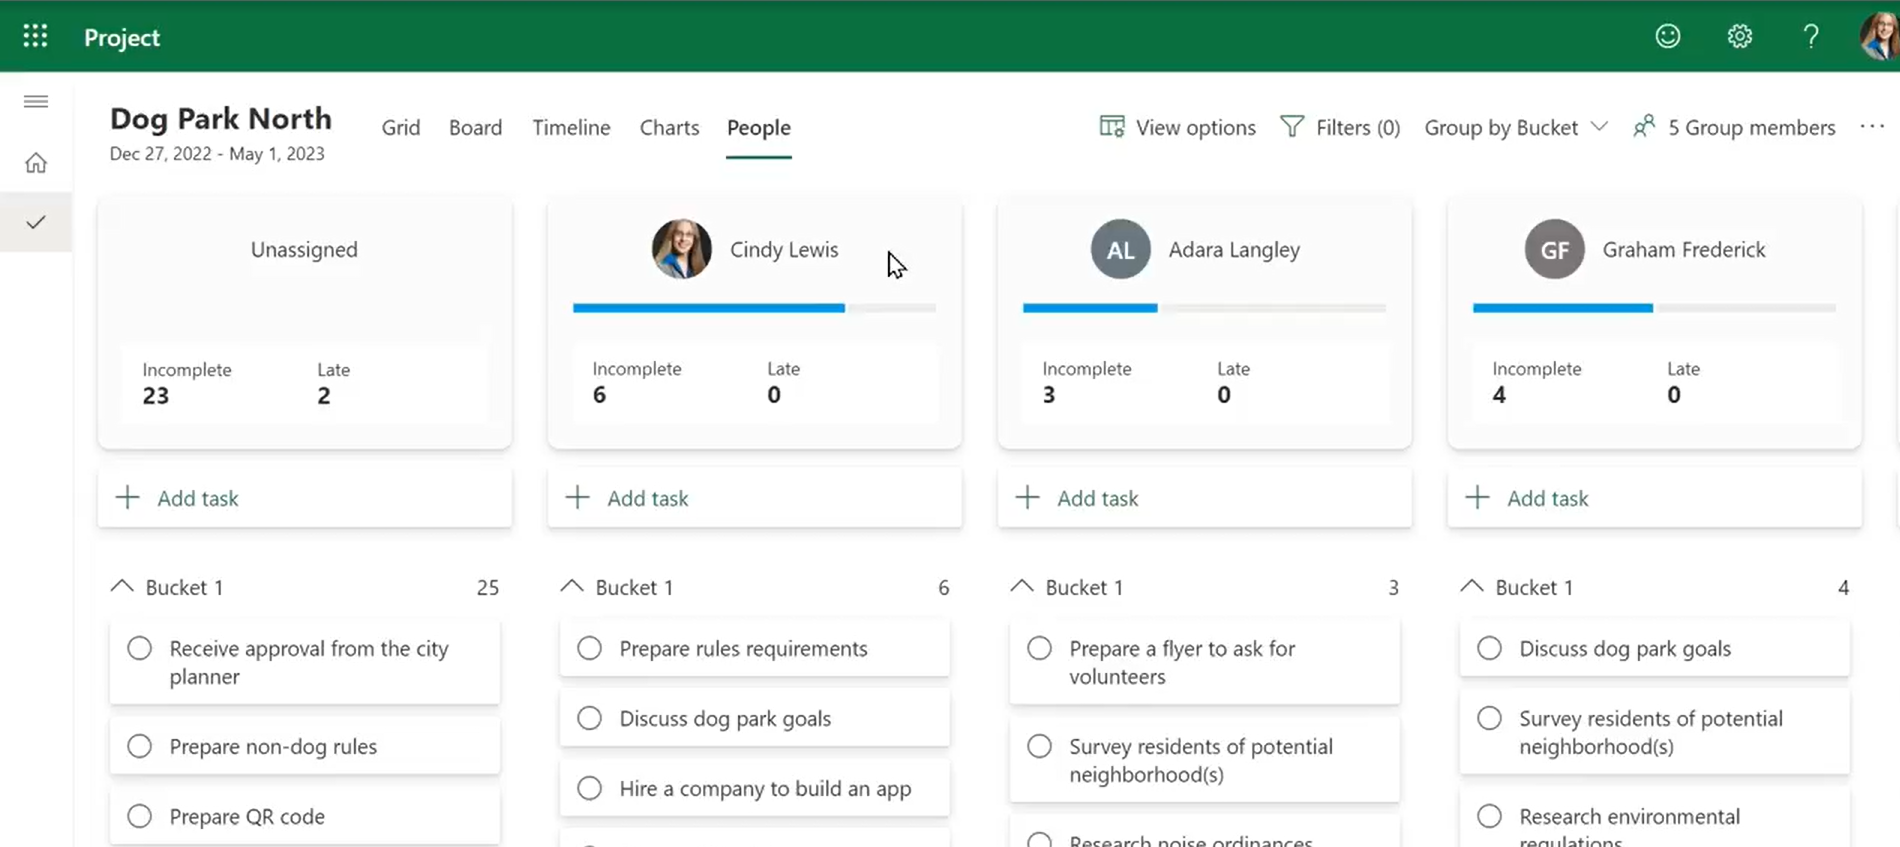 Project
Dog Park North
Dec 27, 2022 - May 1, 2023
Grid
Board
Timeline
Charts
People
View options
Filters (0)
Group by Bucket
5 Group members
Unassigned
Incomplete
23
Late
2
Add task
Bucket 1
25
Receive approval from the city
planner
Prepare non-dog rules
Prepare QR code
Cindy Lewis
Incomplete
6
Late
0
Add task
Bucket 1
6
Prepare rules requirements
Discuss dog park goals
Hire a company to build an app
AL
Adara Langley
Incomplete
3
Late
0
Add task
Bucket 1
3
Prepare a flyer to ask for
volunteers
Survey residents of potential
neighborhood(s)
Research noise ordinances
GF
Graham Frederick
Incomplete
4
Late
0
Add task
Bucket 1
4
Discuss dog park goals
Survey residents of potential
neighborhood(s)
Research environmental
regulations